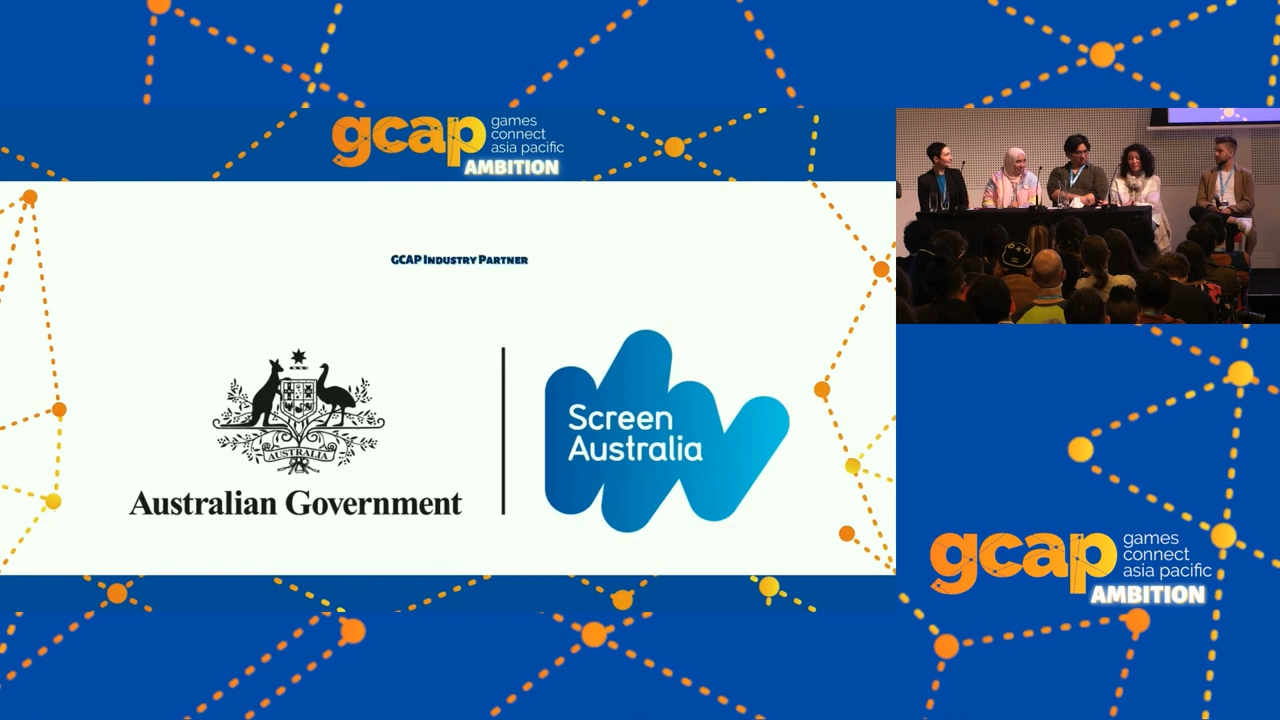 gcap
games
connect
asia pacific
AMBITION
GCAP INDUSTRY PARTNER
AUSTRALIA
Australian Government
Screen
Australia
gcap
games
connect
asia pacific
AMBITION